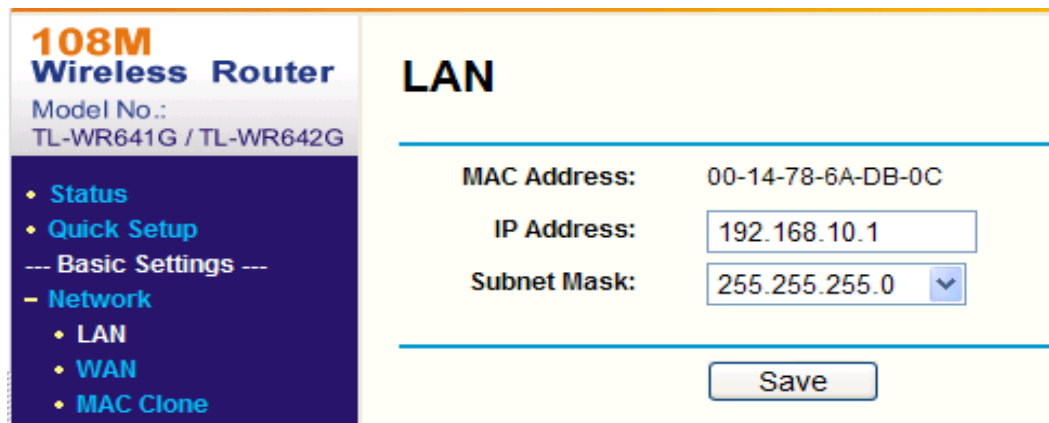 108M
Wireless Router
Model No.:
TL-WR641G / TL-WR642G
• Status
• Quick Setup
--- Basic Settings ---
– Network
• LAN
• WAN
• MAC Clone
LAN
MAC Address: 00-14-78-6A-DB-0C
IP Address: 192.168.10.1
Subnet Mask: 255.255.255.0
Save